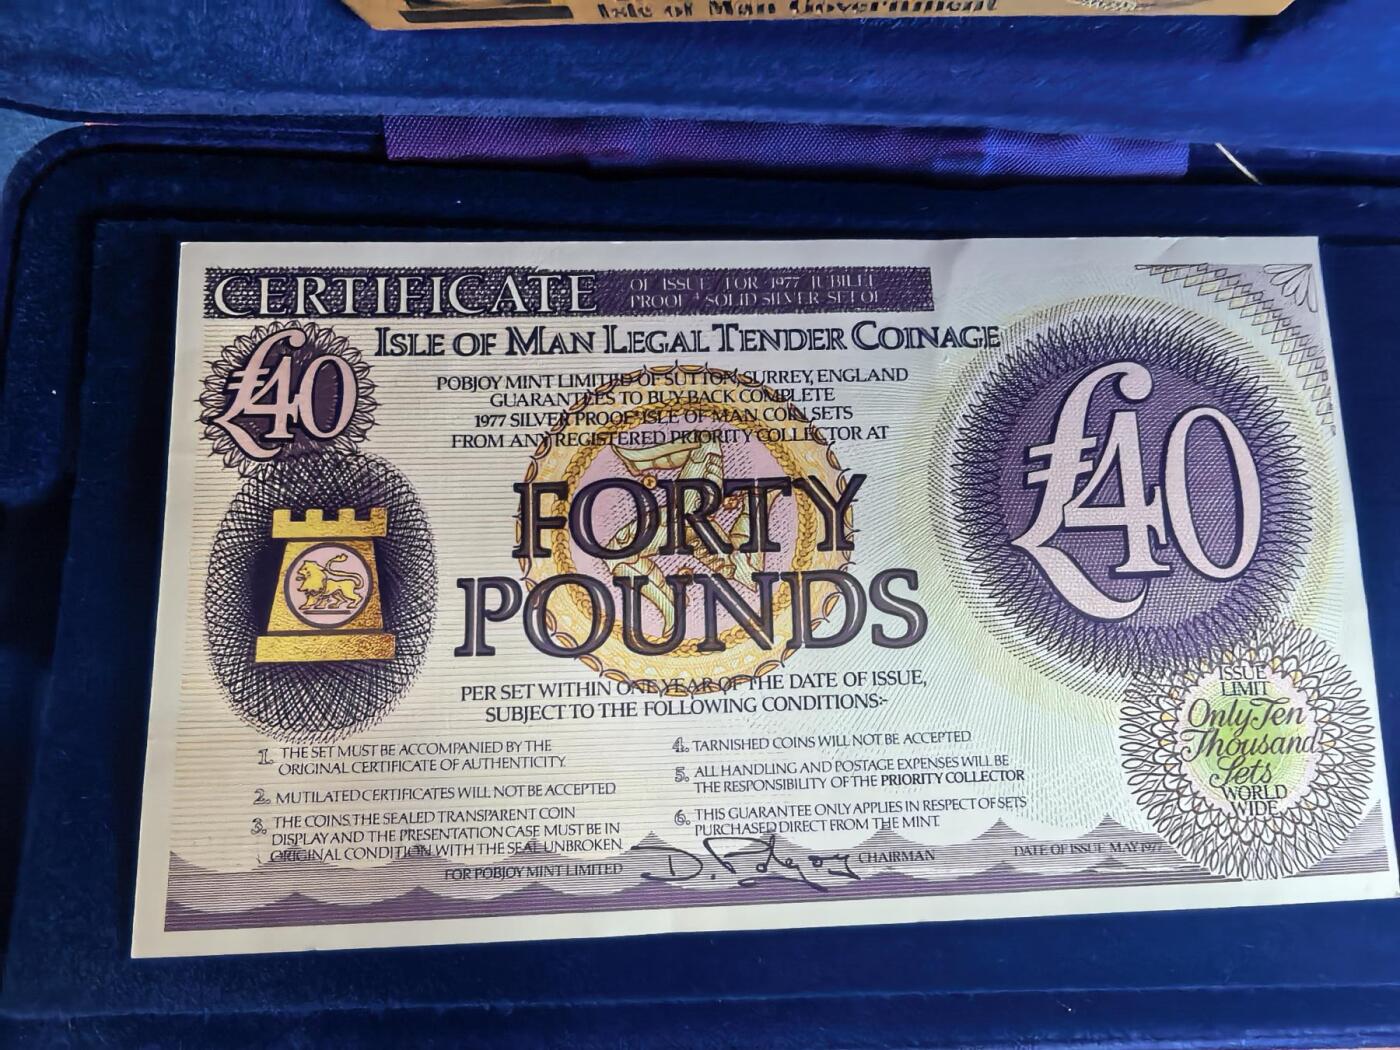 Isle of Man Government
CERTIFICATE
OF ISSUE FOR 1977 JUBILEE
PROOF SOLID SILVER SET OF
ISLE OF MAN LEGAL TENDER COINAGE
£40
POBJOY MINT LIMITED OF SUTTON, SURREY, ENGLAND
GUARANTEES TO BUY BACK COMPLETE
1977 SILVER PROOF ISLE OF MAN COIN SETS
FROM ANY REGISTERED PRIORITY COLLECTOR AT
FORTY
POUNDS
£40
PER SET WITHIN ONE YEAR OF THE DATE OF ISSUE,
SUBJECT TO THE FOLLOWING CONDITIONS:-
1. THE SET MUST BE ACCOMPANIED BY THE
ORIGINAL CERTIFICATE OF AUTHENTICITY.
2. MUTILATED CERTIFICATES WILL NOT BE ACCEPTED
3. THE COINS, THE SEALED TRANSPARENT COIN
DISPLAY AND THE PRESENTATION CASE MUST BE IN
ORIGINAL CONDITION WITH THE SEAL UNBROKEN.
4. TARNISHED COINS WILL NOT BE ACCEPTED
5. ALL HANDLING AND POSTAGE EXPENSES WILL BE
THE RESPONSIBILITY OF THE PRIORITY COLLECTOR
6. THIS GUARANTEE ONLY APPLIES IN RESPECT OF SETS
PURCHASED DIRECT FROM THE MINT.
ISSUE
LIMIT
Only Ten
Thousand
Sets
WORLD
WIDE
FOR POBJOY MINT LIMITED D. Pobjoy CHAIRMAN
DATE OF ISSUE MAY 1977